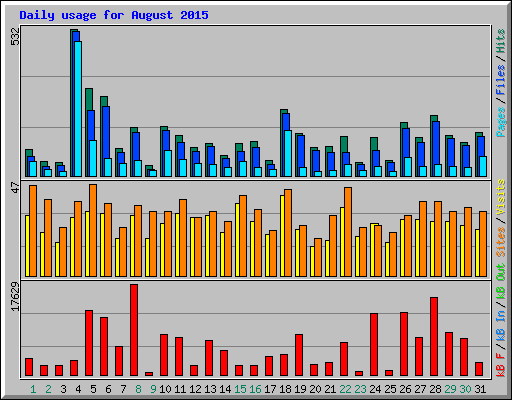 Daily usage for August 2015
532
Pages / Files / Hits
47
Sites / Visits
17629
kB F / kB In / kB Out
1 2 3 4 5 6 7 8 9 10 11 12 13 14 15 16 17 18 19 20 21 22 23 24 25 26 27 28 29 30 31